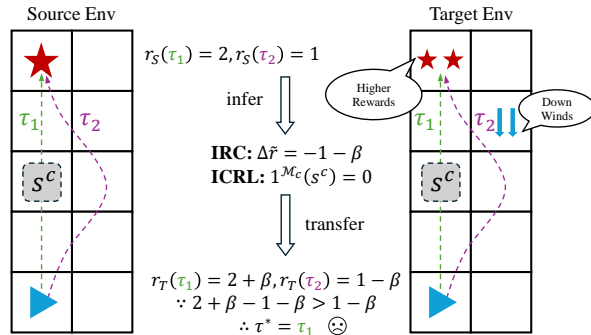 Source Env
Target Env
r_S(τ_1) = 2, r_S(τ_2) = 1
Higher
Rewards
infer
Down
Winds
τ_1
τ_2
τ_1
τ_2
IRC: Δr̃ = −1 − β
s^c
ICRL: 1^{ℳ_c}(s^c) = 0
s^c
transfer
r_T(τ_1) = 2 + β, r_T(τ_2) = 1 − β
∵ 2 + β − 1 − β > 1 − β
∴ τ^* = τ_1 ☹